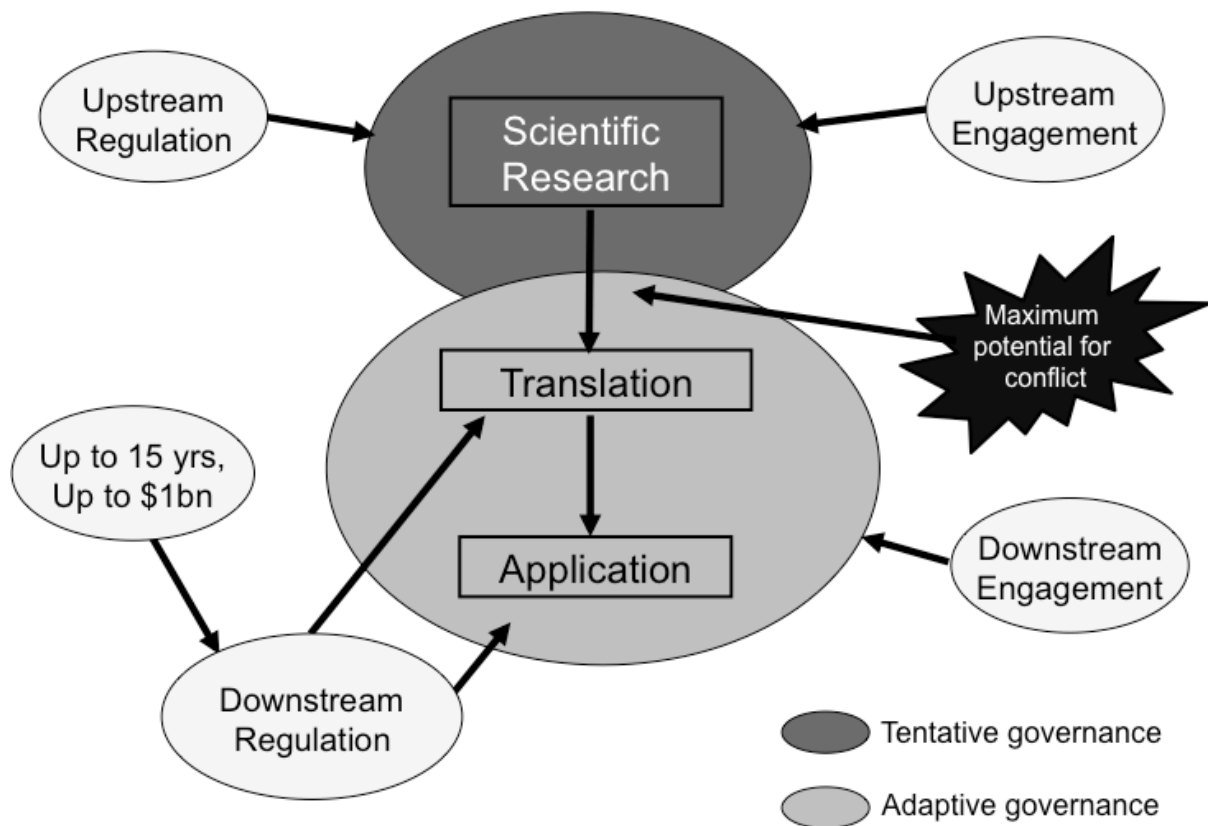 Upstream
Regulation
Scientific
Research
Upstream
Engagement
Maximum
potential for
conflict
Translation
Up to 15 yrs,
Up to $1bn
Application
Downstream
Engagement
Downstream
Regulation
Tentative governance
Adaptive governance